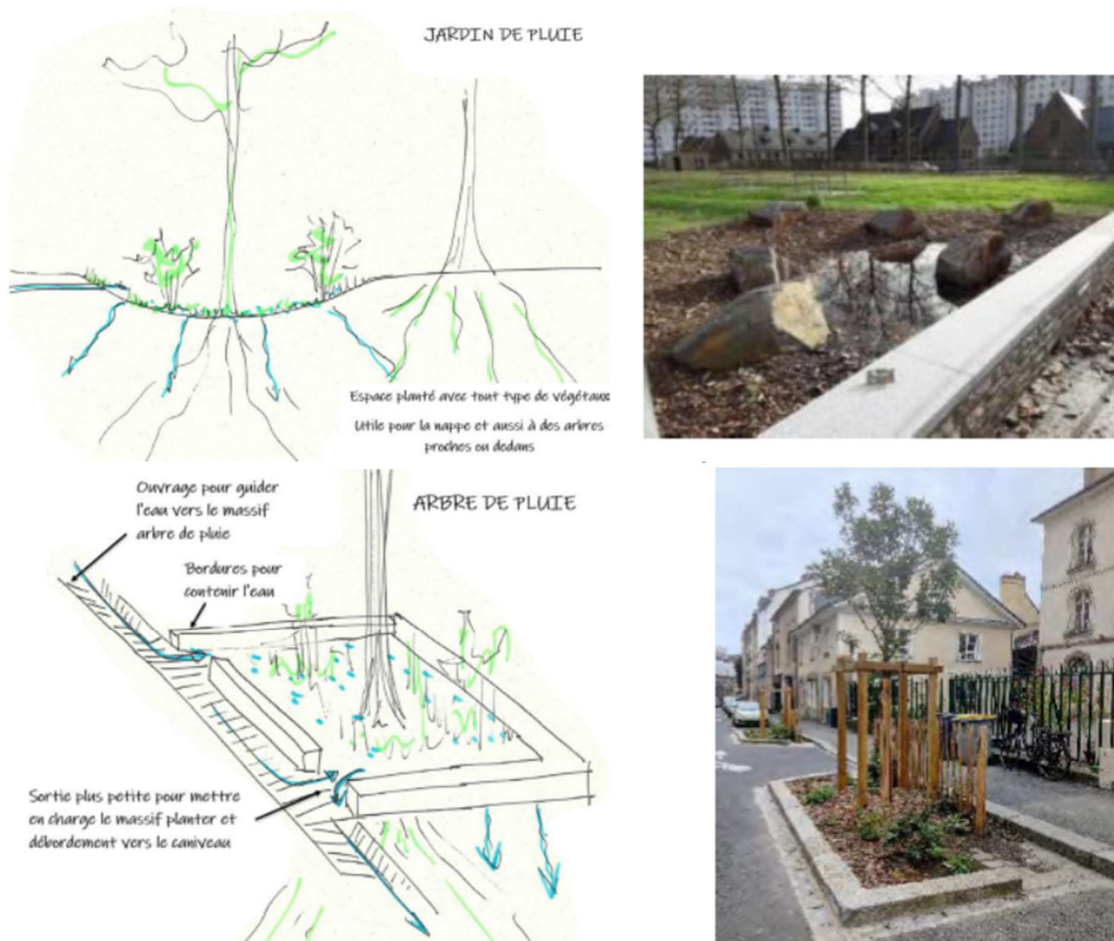 JARDIN DE PLUIE
Espace planté avec tout type de végétaux
Utile pour la nappe et aussi à des arbres
proches ou dedans
ARBRE DE PLUIE
Ouvrage pour guider
l'eau vers le massif
arbre de pluie
Bordures pour
contenir l'eau
Sortie plus petite pour mettre
en charge le massif planter et
débordement vers le caniveau